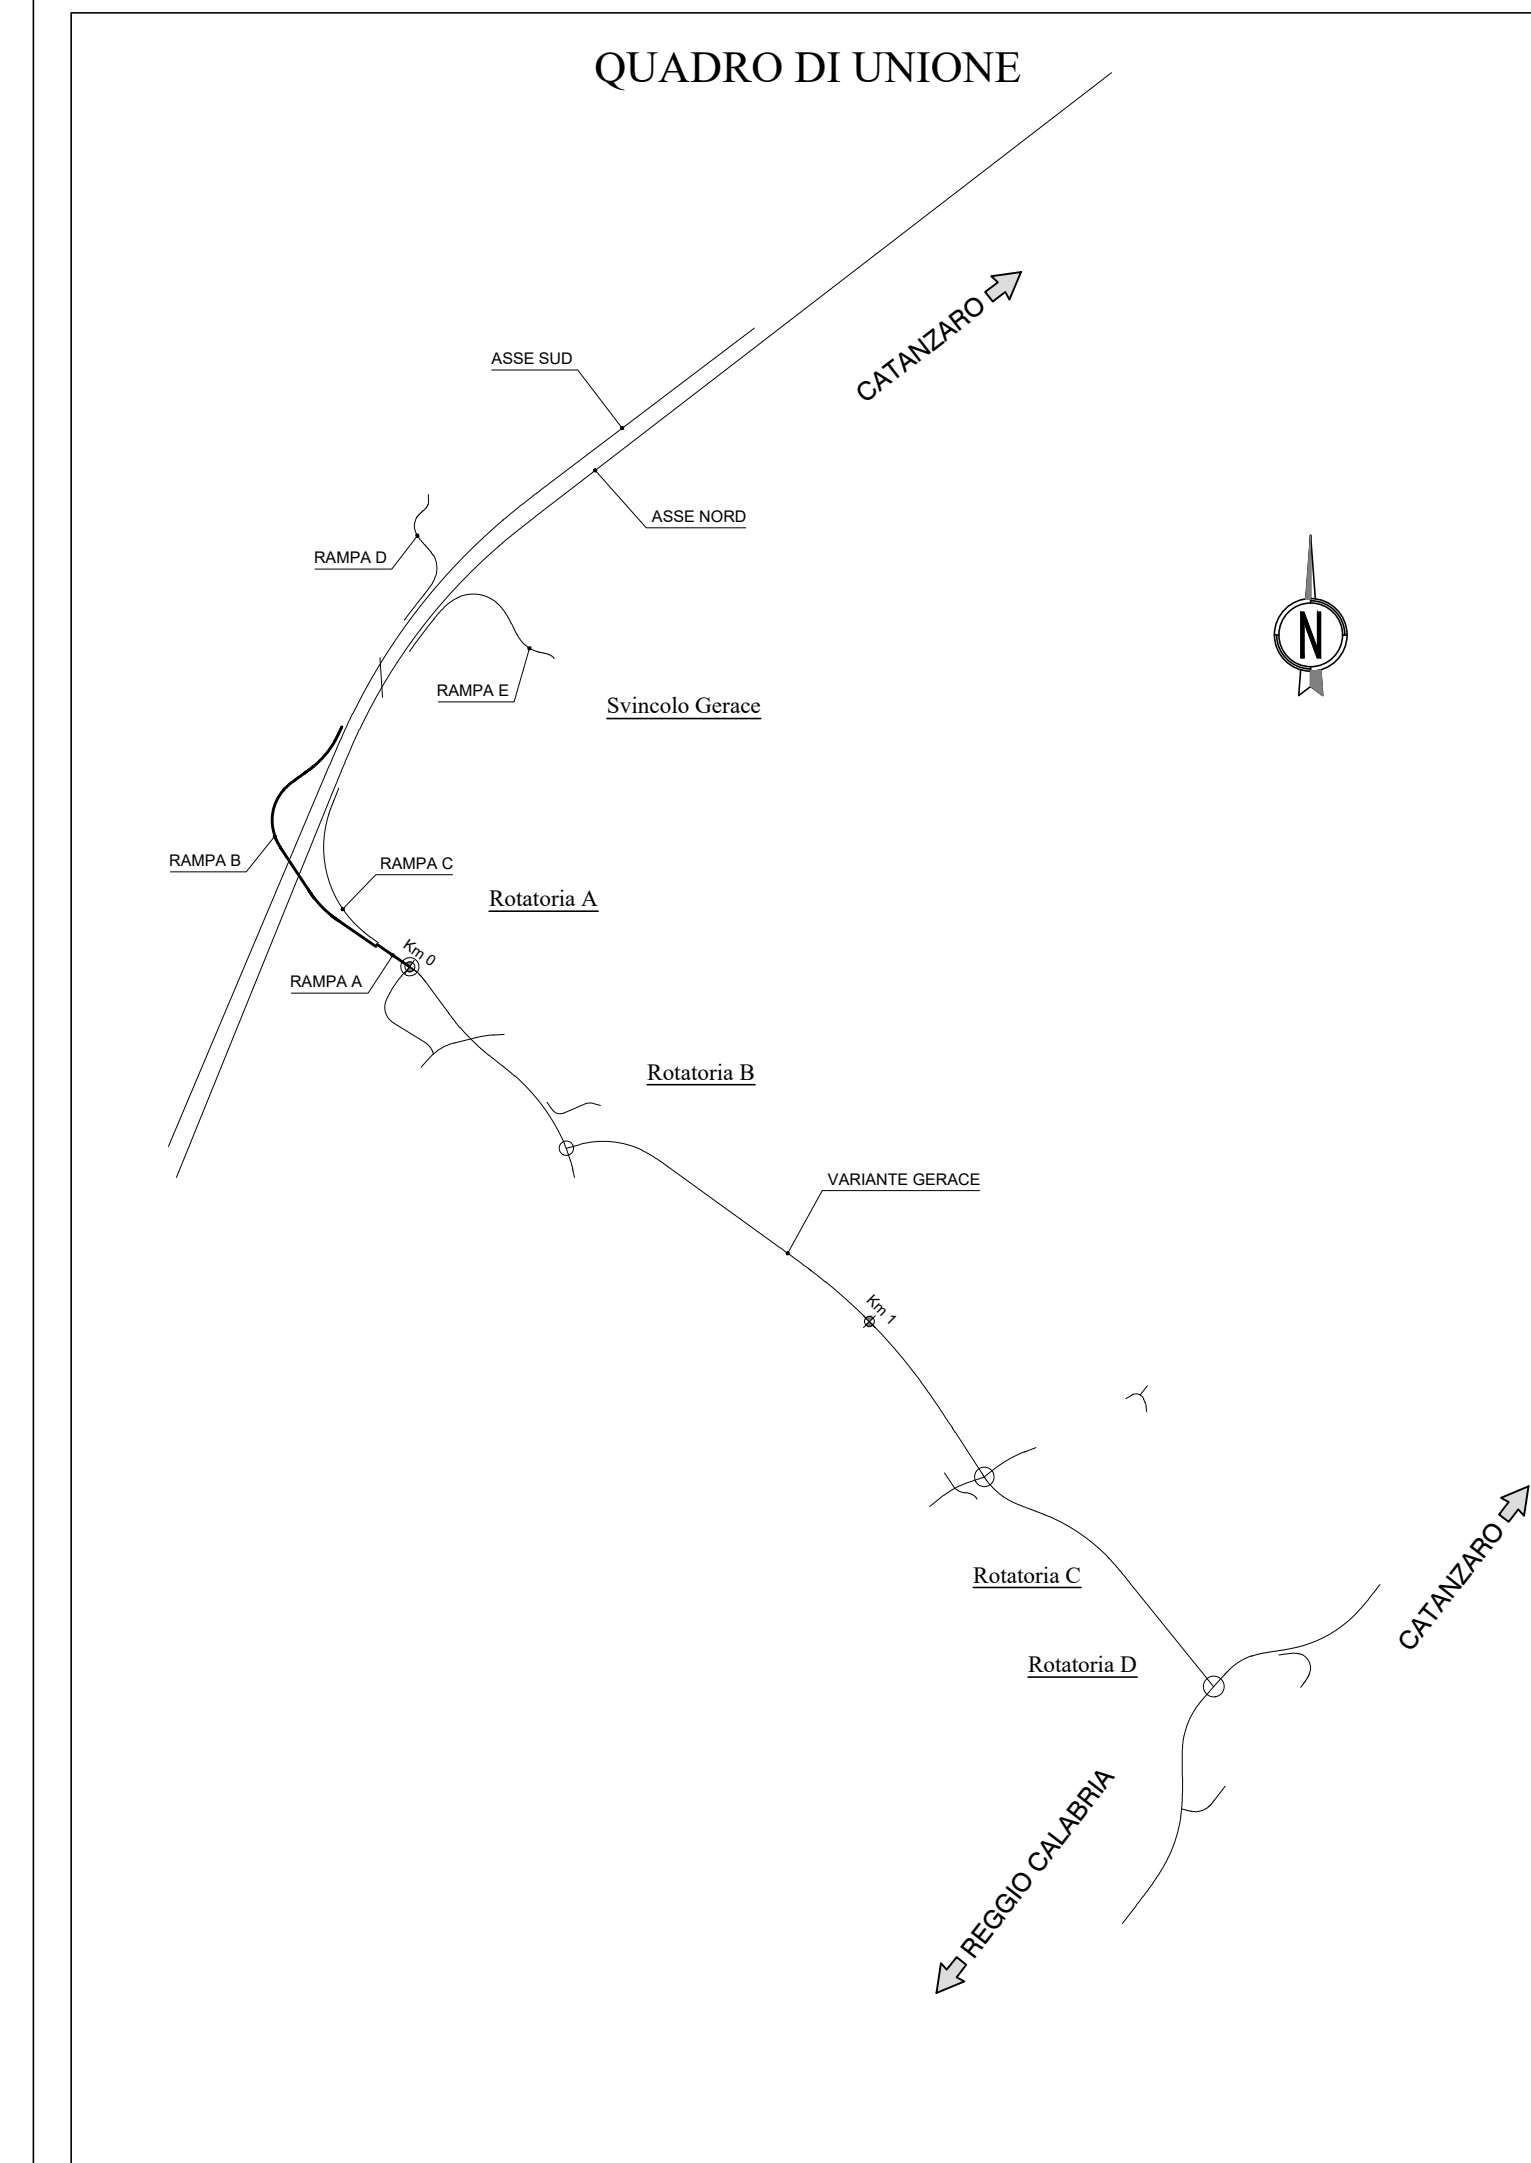 QUADRO DI UNIONE
CATANZARO
ASSE SUD
ASSE NORD
RAMPA D
N
RAMPA E
Svincolo Gerace
RAMPA B
RAMPA C
Rotatoria A
Km 0
RAMPA A
Rotatoria B
VARIANTE GERACE
Km 1
Rotatoria C
CATANZARO
Rotatoria D
REGGIO CALABRIA